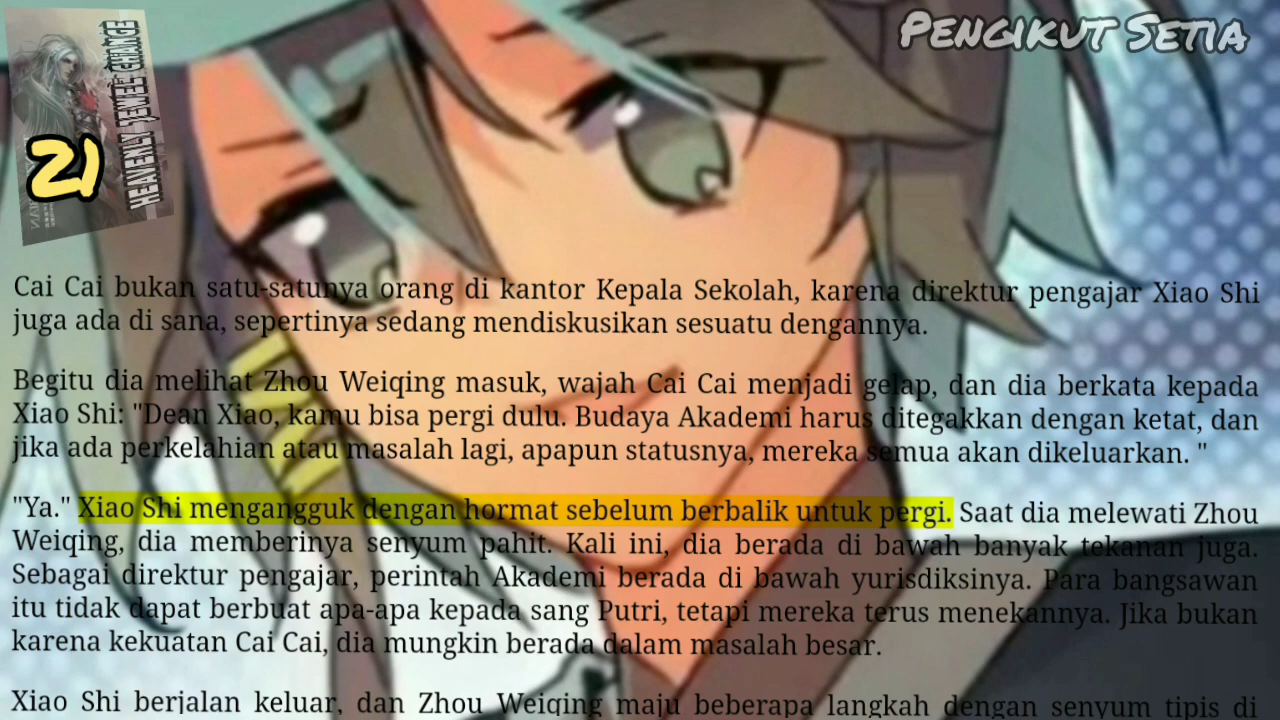 Pengikut Setia
HEAVENLY JEWEL CHANGE
21
Cai Cai bukan satu-satunya orang di kantor Kepala Sekolah, karena direktur pengajar Xiao Shi
juga ada di sana, sepertinya sedang mendiskusikan sesuatu dengannya.
Begitu dia melihat Zhou Weiqing masuk, wajah Cai Cai menjadi gelap, dan dia berkata kepada
Xiao Shi: "Dean Xiao, kamu bisa pergi dulu. Budaya Akademi harus ditegakkan dengan ketat, dan
jika ada perkelahian atau masalah lagi, apapun statusnya, mereka semua akan dikeluarkan. "
"Ya." Xiao Shi mengangguk dengan hormat sebelum berbalik untuk pergi. Saat dia melewati Zhou
Weiqing, dia memberinya senyum pahit. Kali ini, dia berada di bawah banyak tekanan juga.
Sebagai direktur pengajar, perintah Akademi berada di bawah yurisdiksinya. Para bangsawan
itu tidak dapat berbuat apa-apa kepada sang Putri, tetapi mereka terus menekannya. Jika bukan
karena kekuatan Cai Cai, dia mungkin berada dalam masalah besar.
Xiao Shi berjalan keluar, dan Zhou Weiqing maju beberapa langkah dengan senyum tipis di